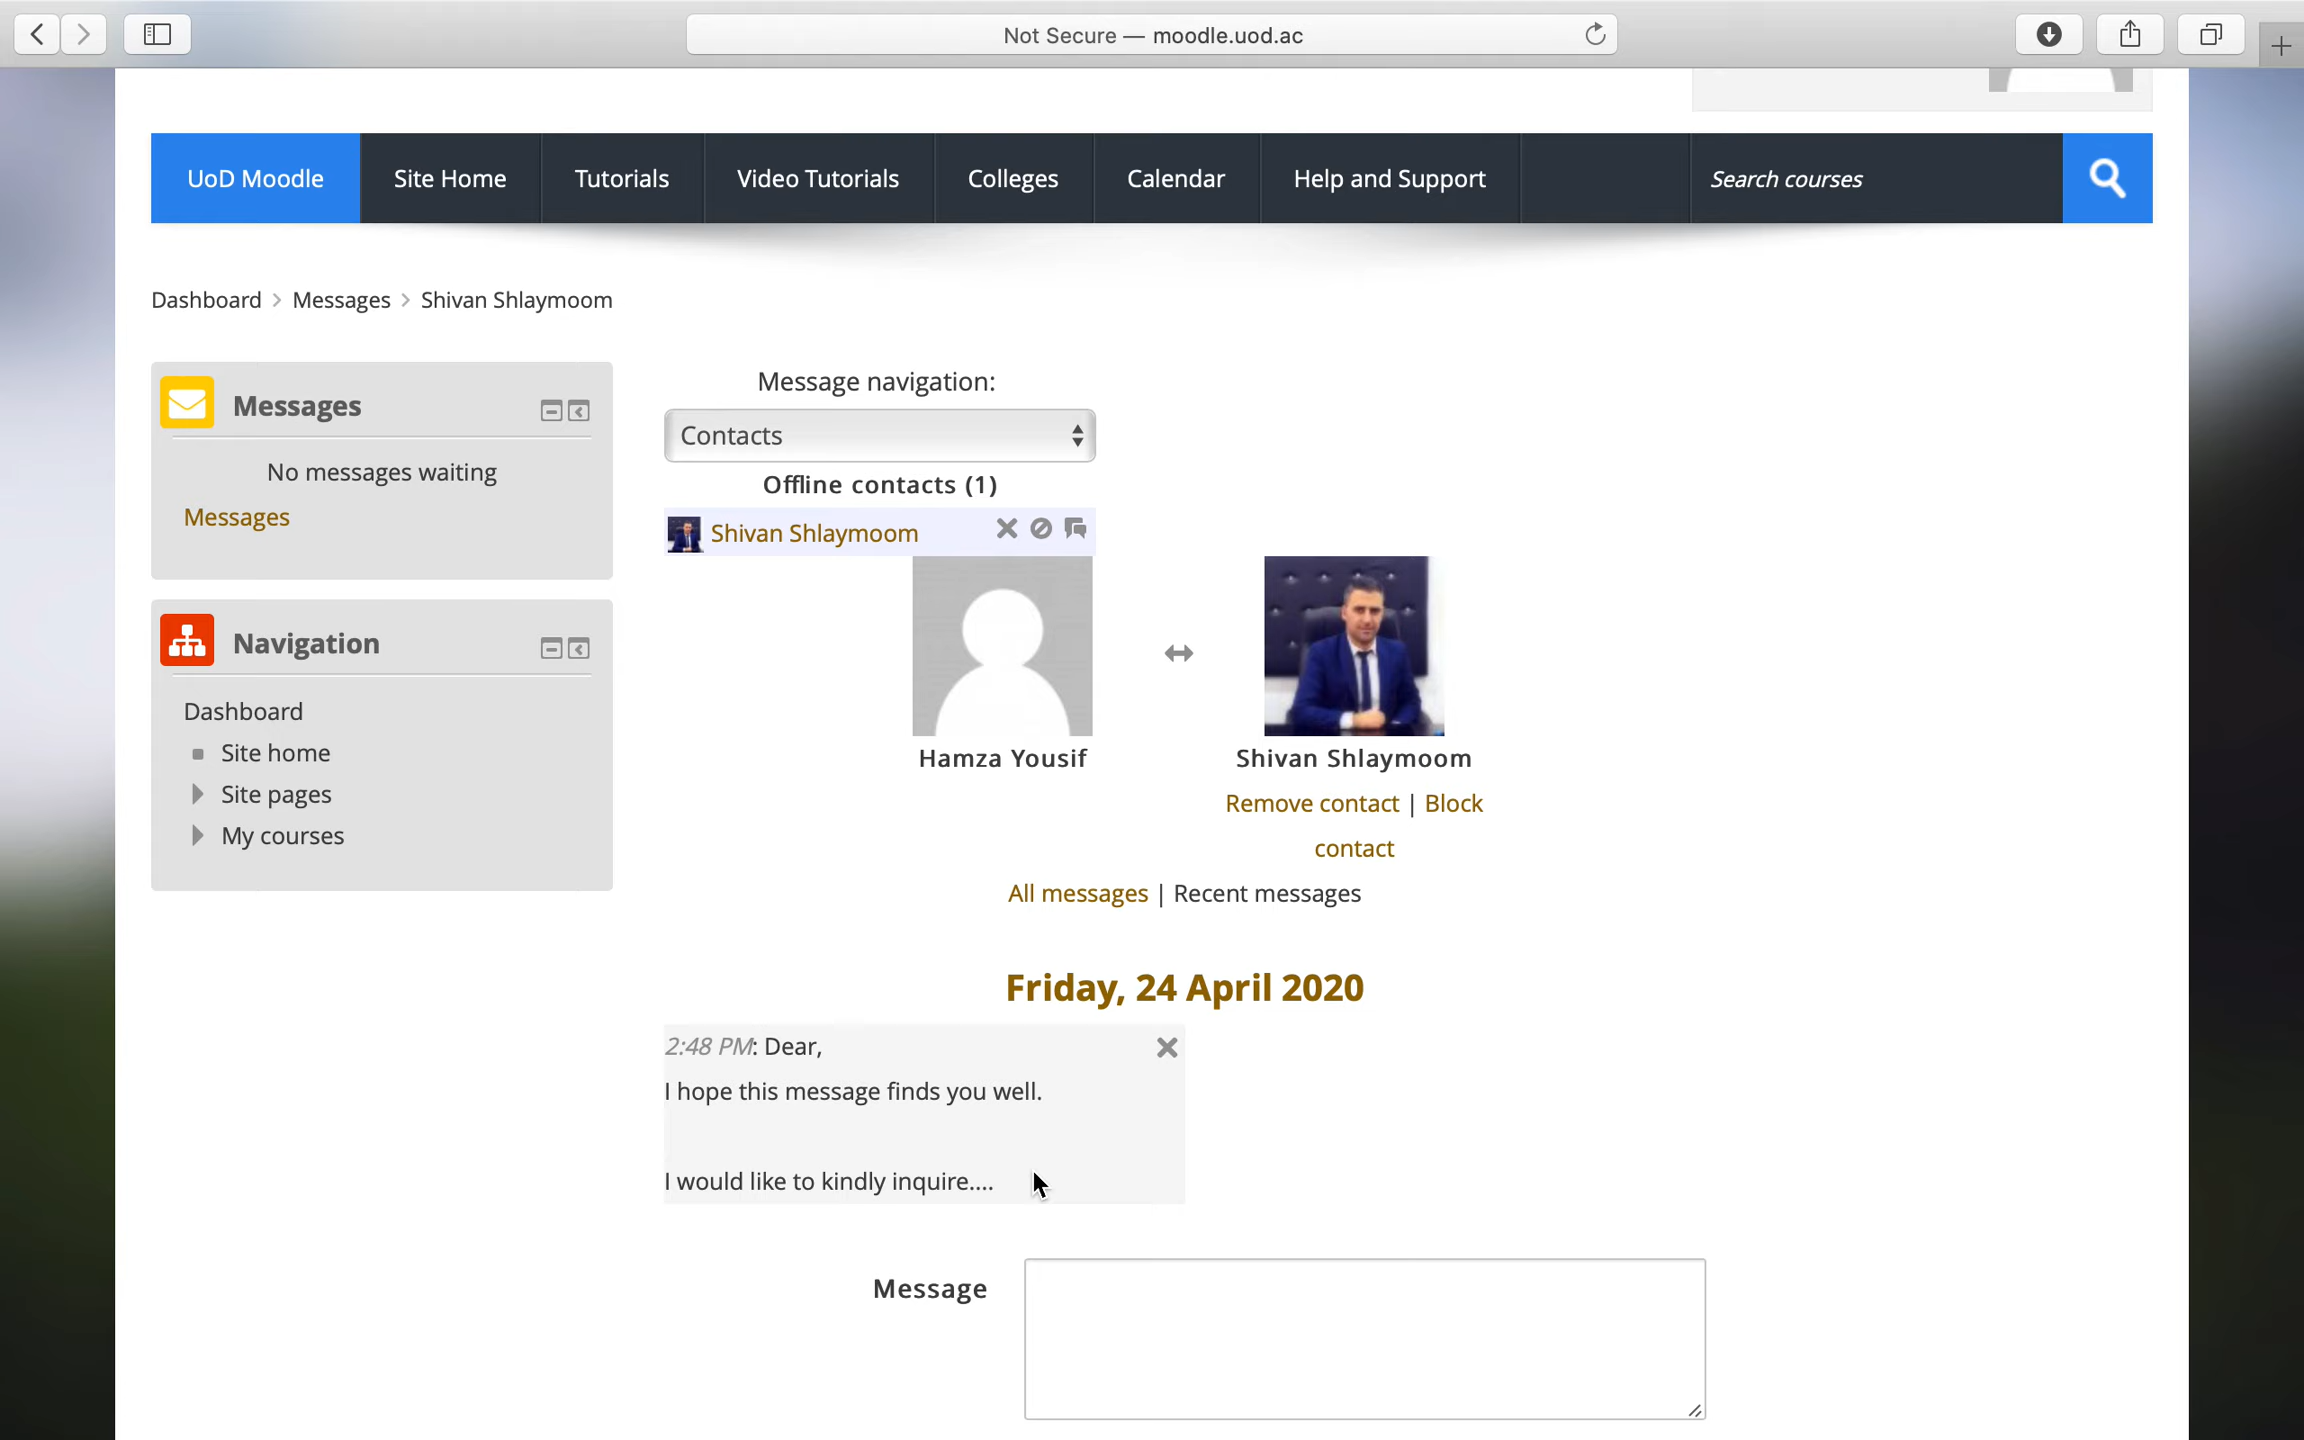 Not Secure — moodle.uod.ac
UoD Moodle
Site Home
Tutorials
Video Tutorials
Colleges
Calendar
Help and Support
Search courses
Dashboard
Messages
Shivan Shlaymoom
Messages
No messages waiting
Messages
Navigation
Dashboard
Site home
Site pages
My courses
Message navigation:
Contacts
Offline contacts (1)
Shivan Shlaymoom
Hamza Yousif
Shivan Shlaymoom
Remove contact | Block
contact
All messages | Recent messages
Friday, 24 April 2020
2:48 PM: Dear,
I hope this message finds you well.
I would like to kindly inquire....
Message